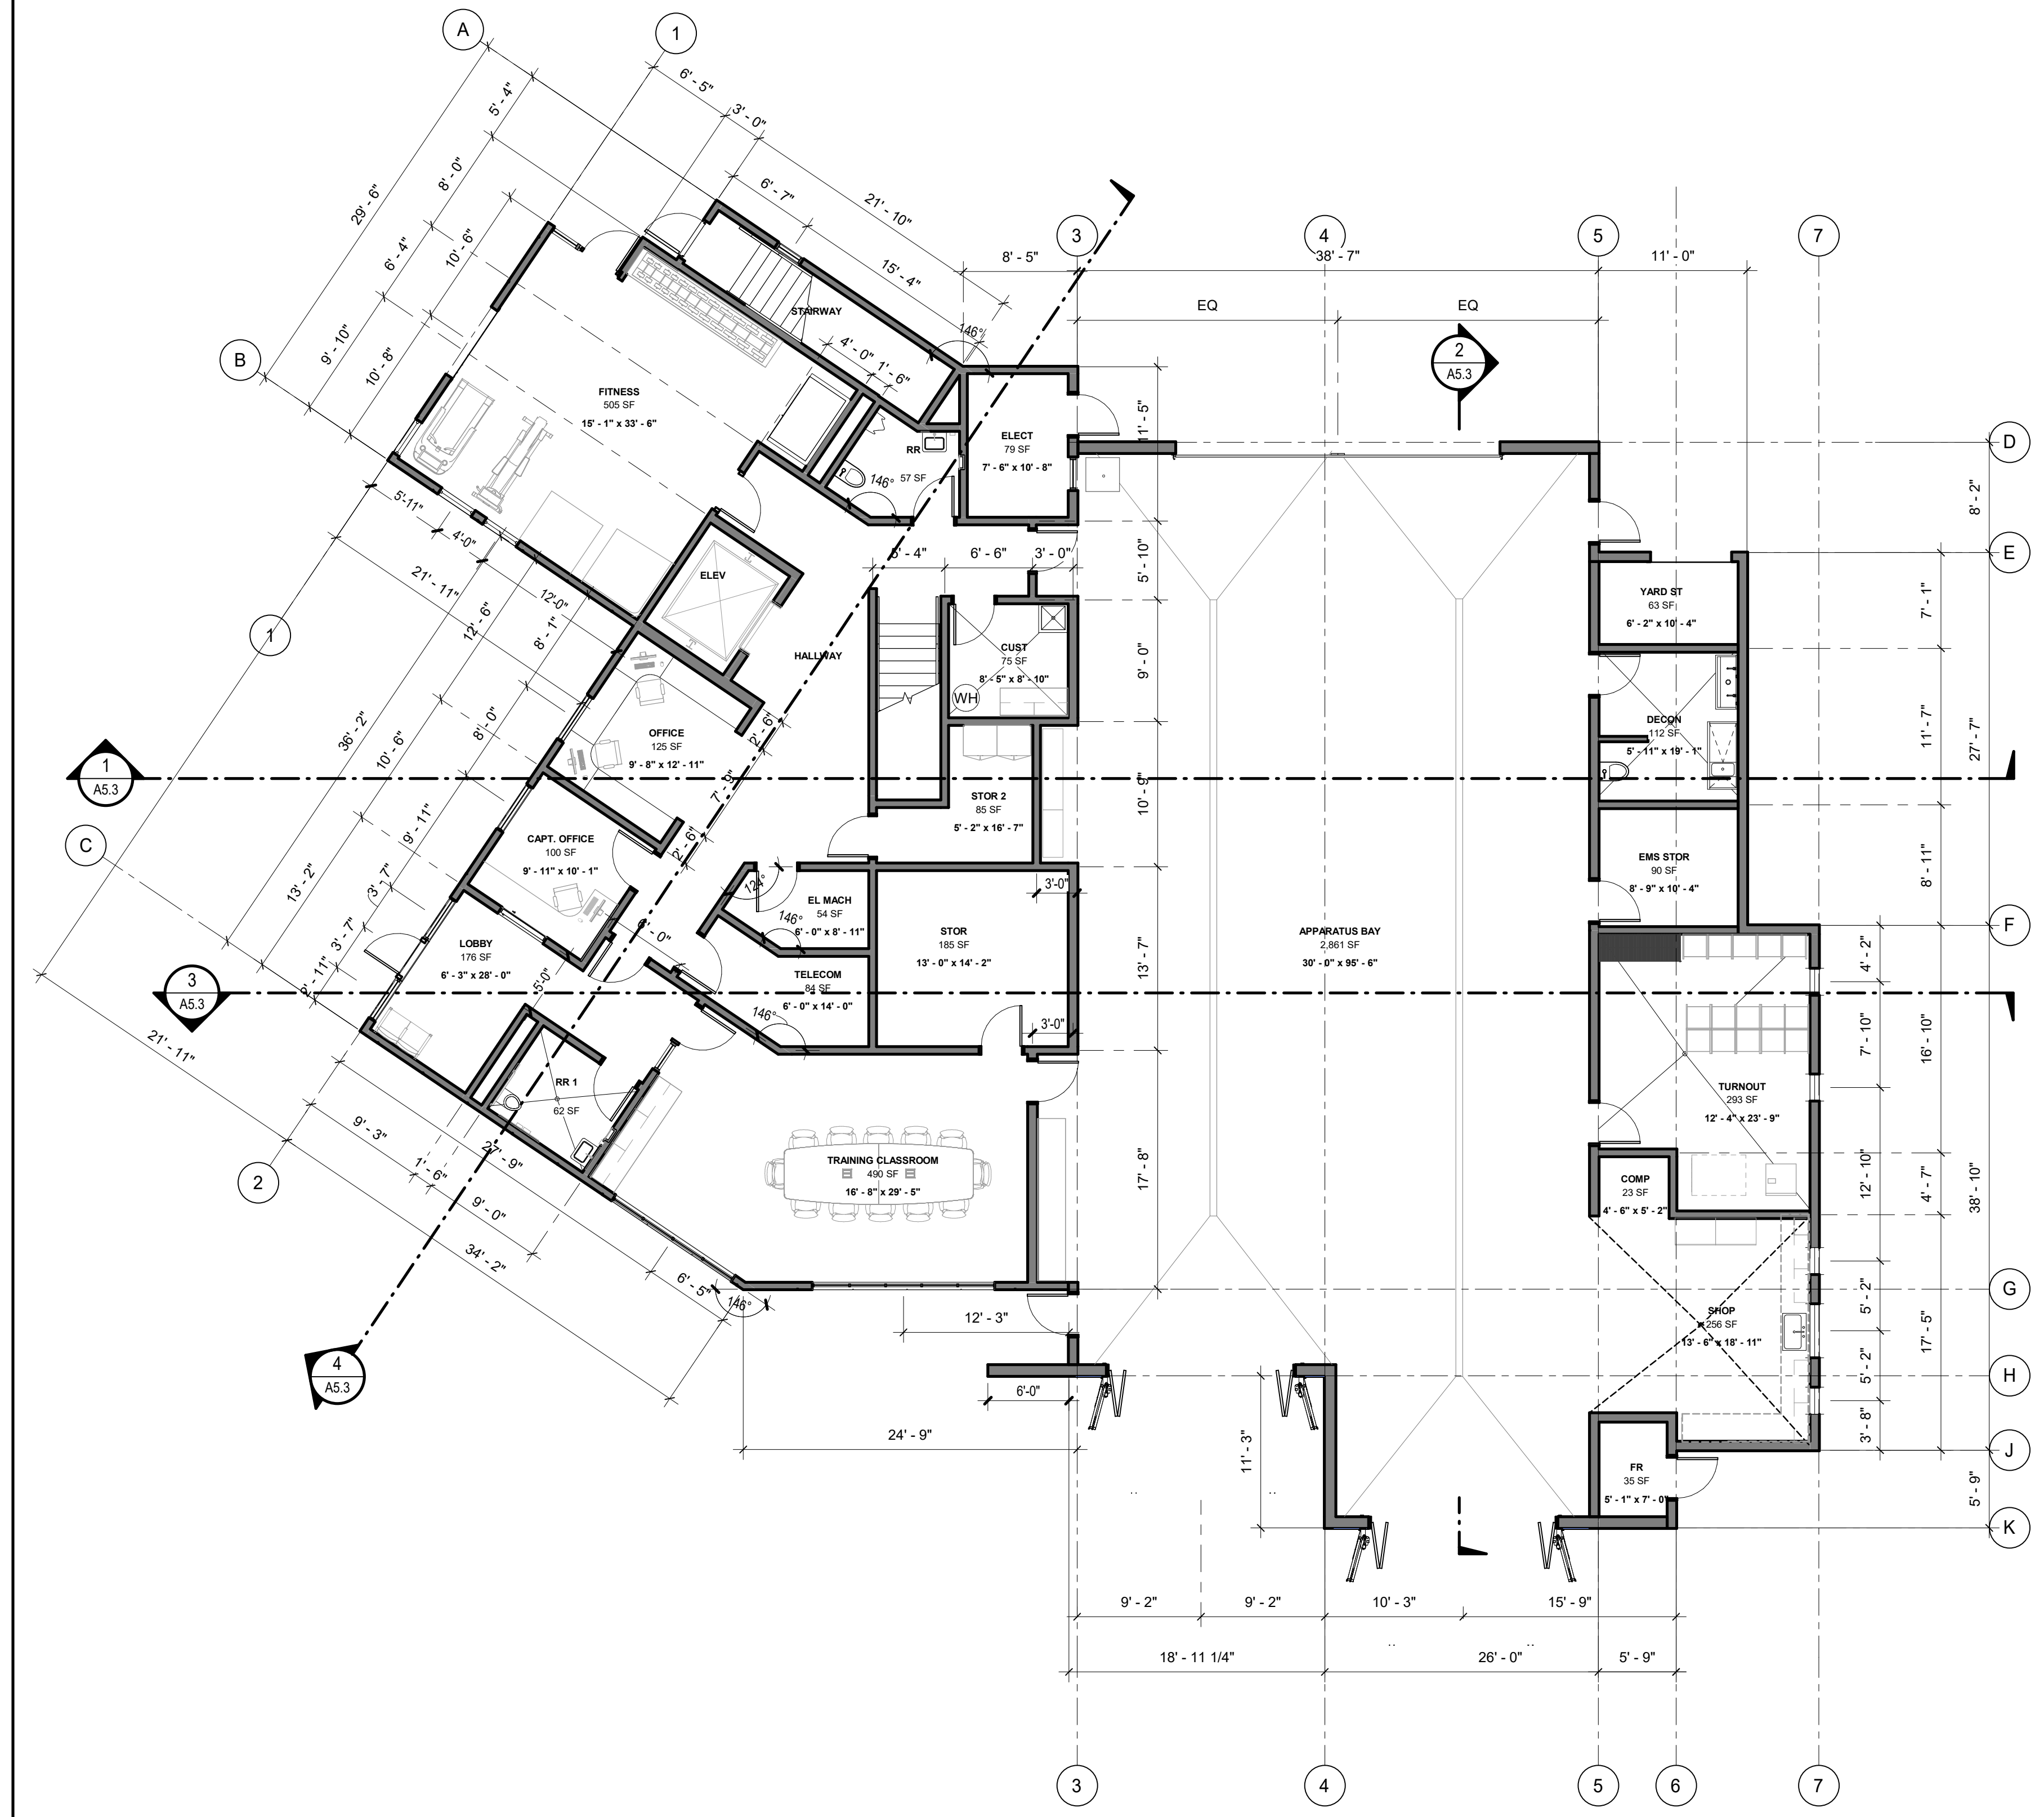 A
1
6' - 5"
3' - 0"
5' - 4"
8' - 0"
29' - 6"
6' - 7"
21' - 10"
10' - 6"
6' - 4"
15' - 4"
9' - 10"
10' - 8"
B
3
4
5
7
8' - 5"
38' - 7"
11' - 0"
EQ
EQ
STAIRWAY
146°
4' - 0"
1' - 6"
2
A5.3
FITNESS
505 SF
15' - 1" x 33' - 6"
11' - 5"
ELECT
79 SF
7' - 6" x 10' - 8"
RR
57 SF
146°
D
8' - 2"
E
5'-11"
4'-0"
21' - 11"
12'-0"
12' - 6"
8' - 1"
5' - 4"
6' - 6"
3' - 0"
5' - 10"
ELEV
YARD ST
63 SF
6' - 2" x 10' - 4"
7' - 1"
1
HALLWAY
CUST
75 SF
8' - 5" x 8' - 10"
WH
9' - 0"
36' - 2"
10' - 6"
8' - 0"
OFFICE
125 SF
9' - 8" x 12' - 11"
2' - 6"
7' - 9"
2' - 6"
DECON
112 SF
5' - 11" x 19' - 1"
11' - 7"
27' - 7"
1
A5.3
STOR 2
85 SF
5' - 2" x 16' - 7"
10' - 9"
C
9' - 11"
CAPT. OFFICE
100 SF
9' - 11" x 10' - 1"
EMS STOR
90 SF
8' - 9" x 10' - 4"
8' - 11"
13' - 2"
3' - 7"
3' - 7"
2' - 11"
124°
EL MACH
54 SF
6' - 0" x 8' - 11"
146°
3'-0"
STOR
185 SF
13' - 0" x 14' - 2"
13' - 7"
APPARATUS BAY
2,861 SF
30' - 0" x 95' - 6"
F
4' - 2"
LOBBY
176 SF
6' - 3" x 28' - 0"
5'-0"
TELECOM
84 SF
6' - 0" x 14' - 0"
146°
3'-0"
3
A5.3
21' - 11"
7' - 10"
16' - 10"
RR 1
62 SF
TURNOUT
293 SF
12' - 4" x 23' - 9"
2
9' - 3"
1' - 6"
27' - 9"
9' - 0"
34' - 2"
6' - 5"
146°
TRAINING CLASSROOM
490 SF
16' - 8" x 29' - 5"
17' - 8"
COMP
23 SF
4' - 6" x 5' - 2"
12' - 10"
4' - 7"
38' - 10"
G
12' - 3"
SHOP
256 SF
13' - 6" x 18' - 11"
5' - 2"
17' - 5"
5' - 2"
4
A5.3
6'-0"
H
3' - 8"
24' - 9"
11' - 3"
J
FR
35 SF
5' - 1" x 7' - 0"
5' - 9"
K
9' - 2"
9' - 2"
10' - 3"
15' - 9"
18' - 11 1/4"
26' - 0"
5' - 9"
3
4
5
6
7